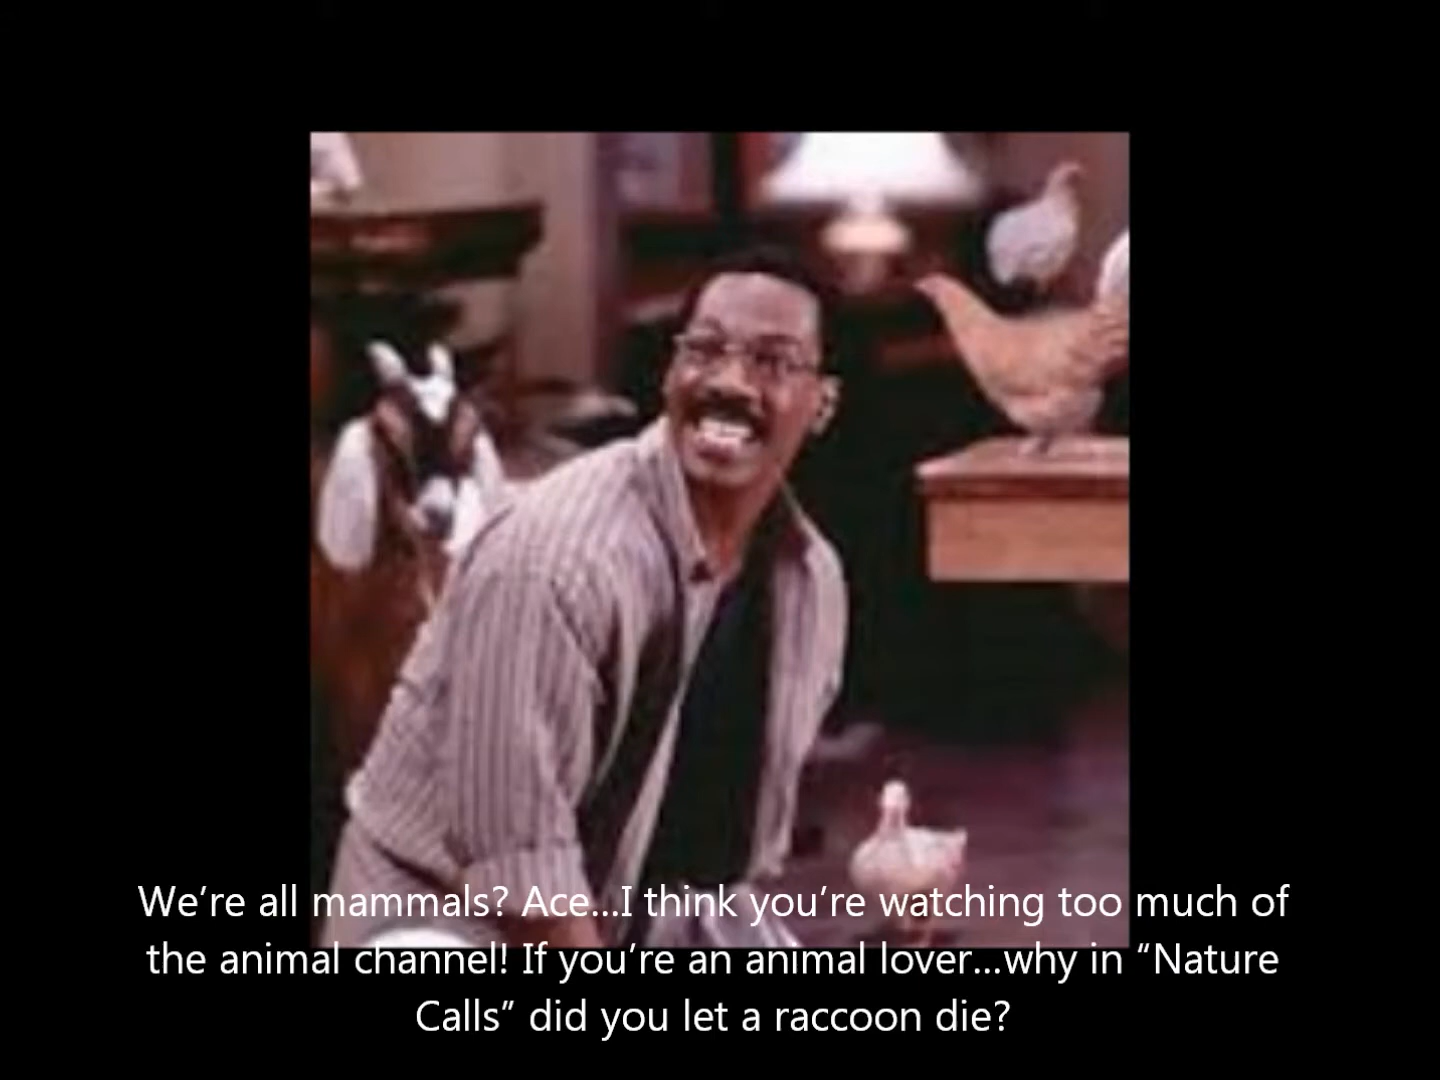 We’re all mammals? Ace...I think you’re watching too much of
the animal channel! If you’re an animal lover...why in “Nature
Calls” did you let a raccoon die?